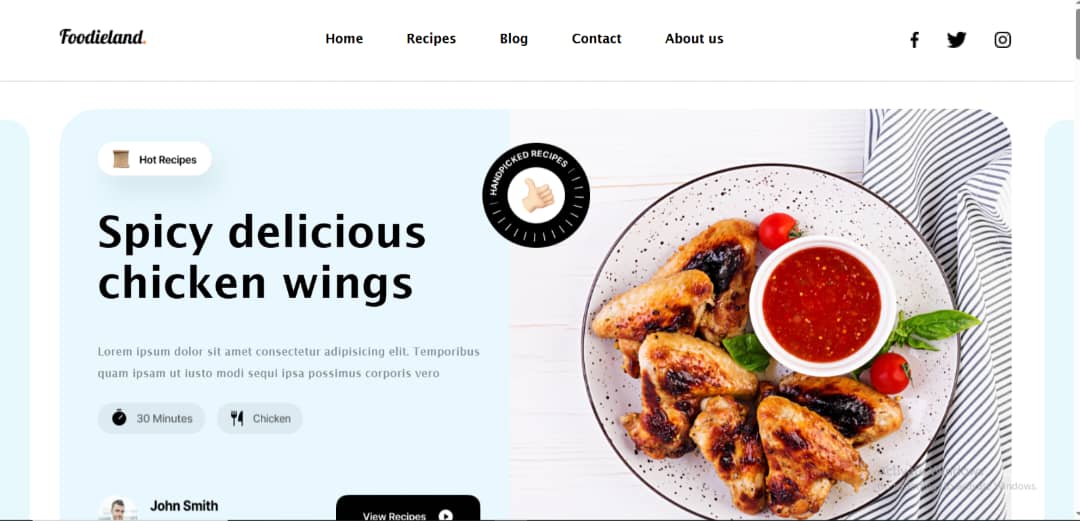 Foodieland.
Home Recipes Blog Contact About us
Hot Recipes
HANDPICKED RECIPES
Spicy delicious
chicken wings
Lorem ipsum dolor sit amet consectetur adipisicing elit. Temporibus
quam ipsam ut iusto modi sequi ipsa possimus corporis vero
30 Minutes
Chicken
John Smith
View Recipes